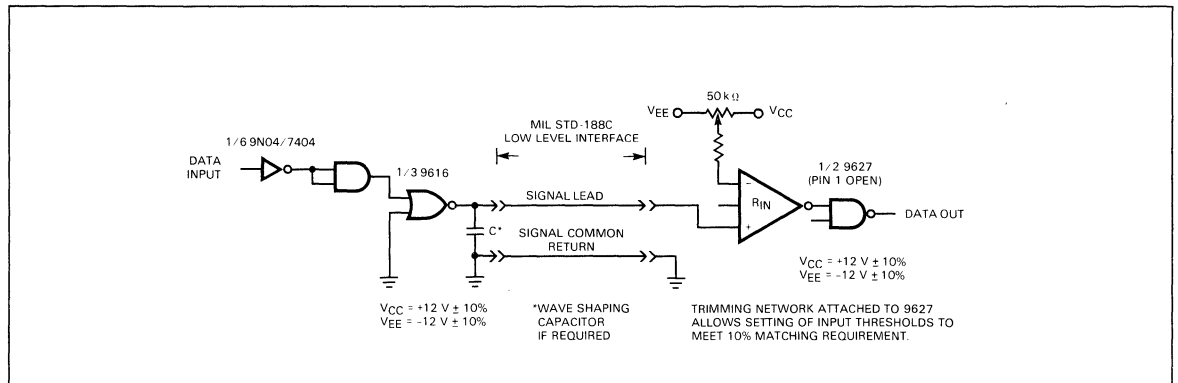 50 kΩ
VEE
VCC
MIL STD-188C
LOW LEVEL INTERFACE
1/6 9N04/7404
DATA
INPUT
1/3 9616
1/2 9627
(PIN 1 OPEN)
SIGNAL LEAD
−
RIN
+
DATA OUT
C*
SIGNAL COMMON
RETURN
VCC = +12 V ± 10%
VEE = -12 V ± 10%
VCC = +12 V ± 10%
VEE = -12 V ± 10%
*WAVE SHAPING
CAPACITOR
IF REQUIRED
TRIMMING NETWORK ATTACHED TO 9627
ALLOWS SETTING OF INPUT THRESHOLDS TO
MEET 10% MATCHING REQUIREMENT.